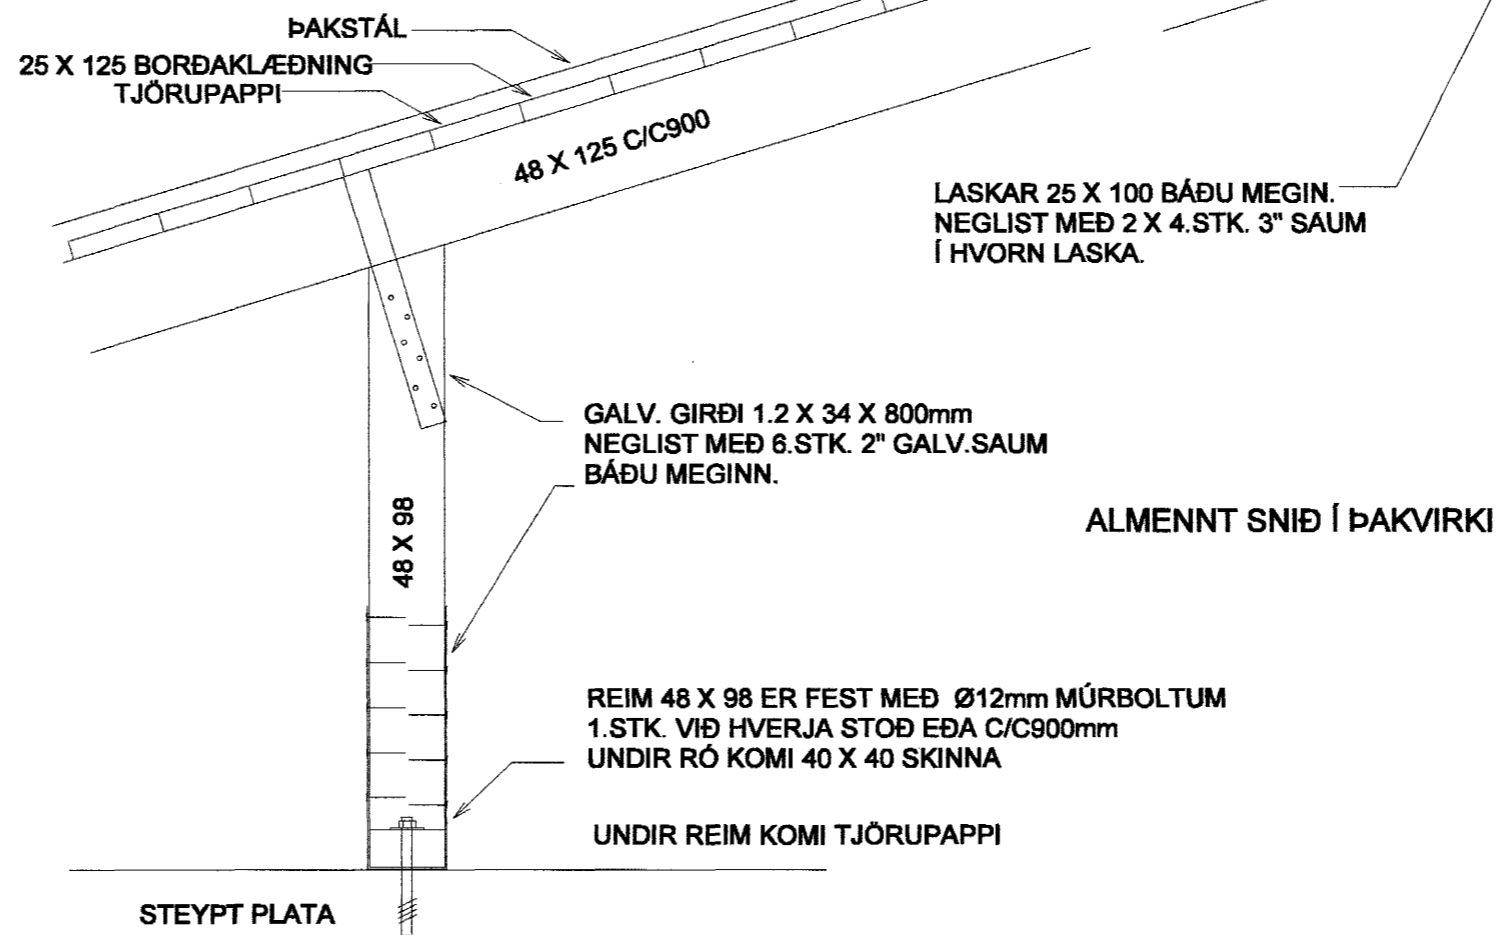 ÞAKSTÁL
25 X 125 BORÐAKLÆÐNING
TJÖRUPAPPI
48 X 125 C/C900
LASKAR 25 X 100 BÁÐU MEGIN.
NEGLIST MEÐ 2 X 4.STK. 3" SAUM
Í HVORN LASKA.
GALV. GIRÐI 1.2 X 34 X 800mm
NEGLIST MEÐ 6.STK. 2" GALV.SAUM
BÁÐU MEGINN.
48 X 98
ALMENNT SNIÐ Í ÞAKVIRKI
REIM 48 X 98 ER FEST MEÐ Ø12mm MÚRBOLTUM
1.STK. VIÐ HVERJA STOÐ EÐA C/C900mm
UNDIR RÓ KOMI 40 X 40 SKINNA
UNDIR REIM KOMI TJÖRUPAPPI
STEYPT PLATA